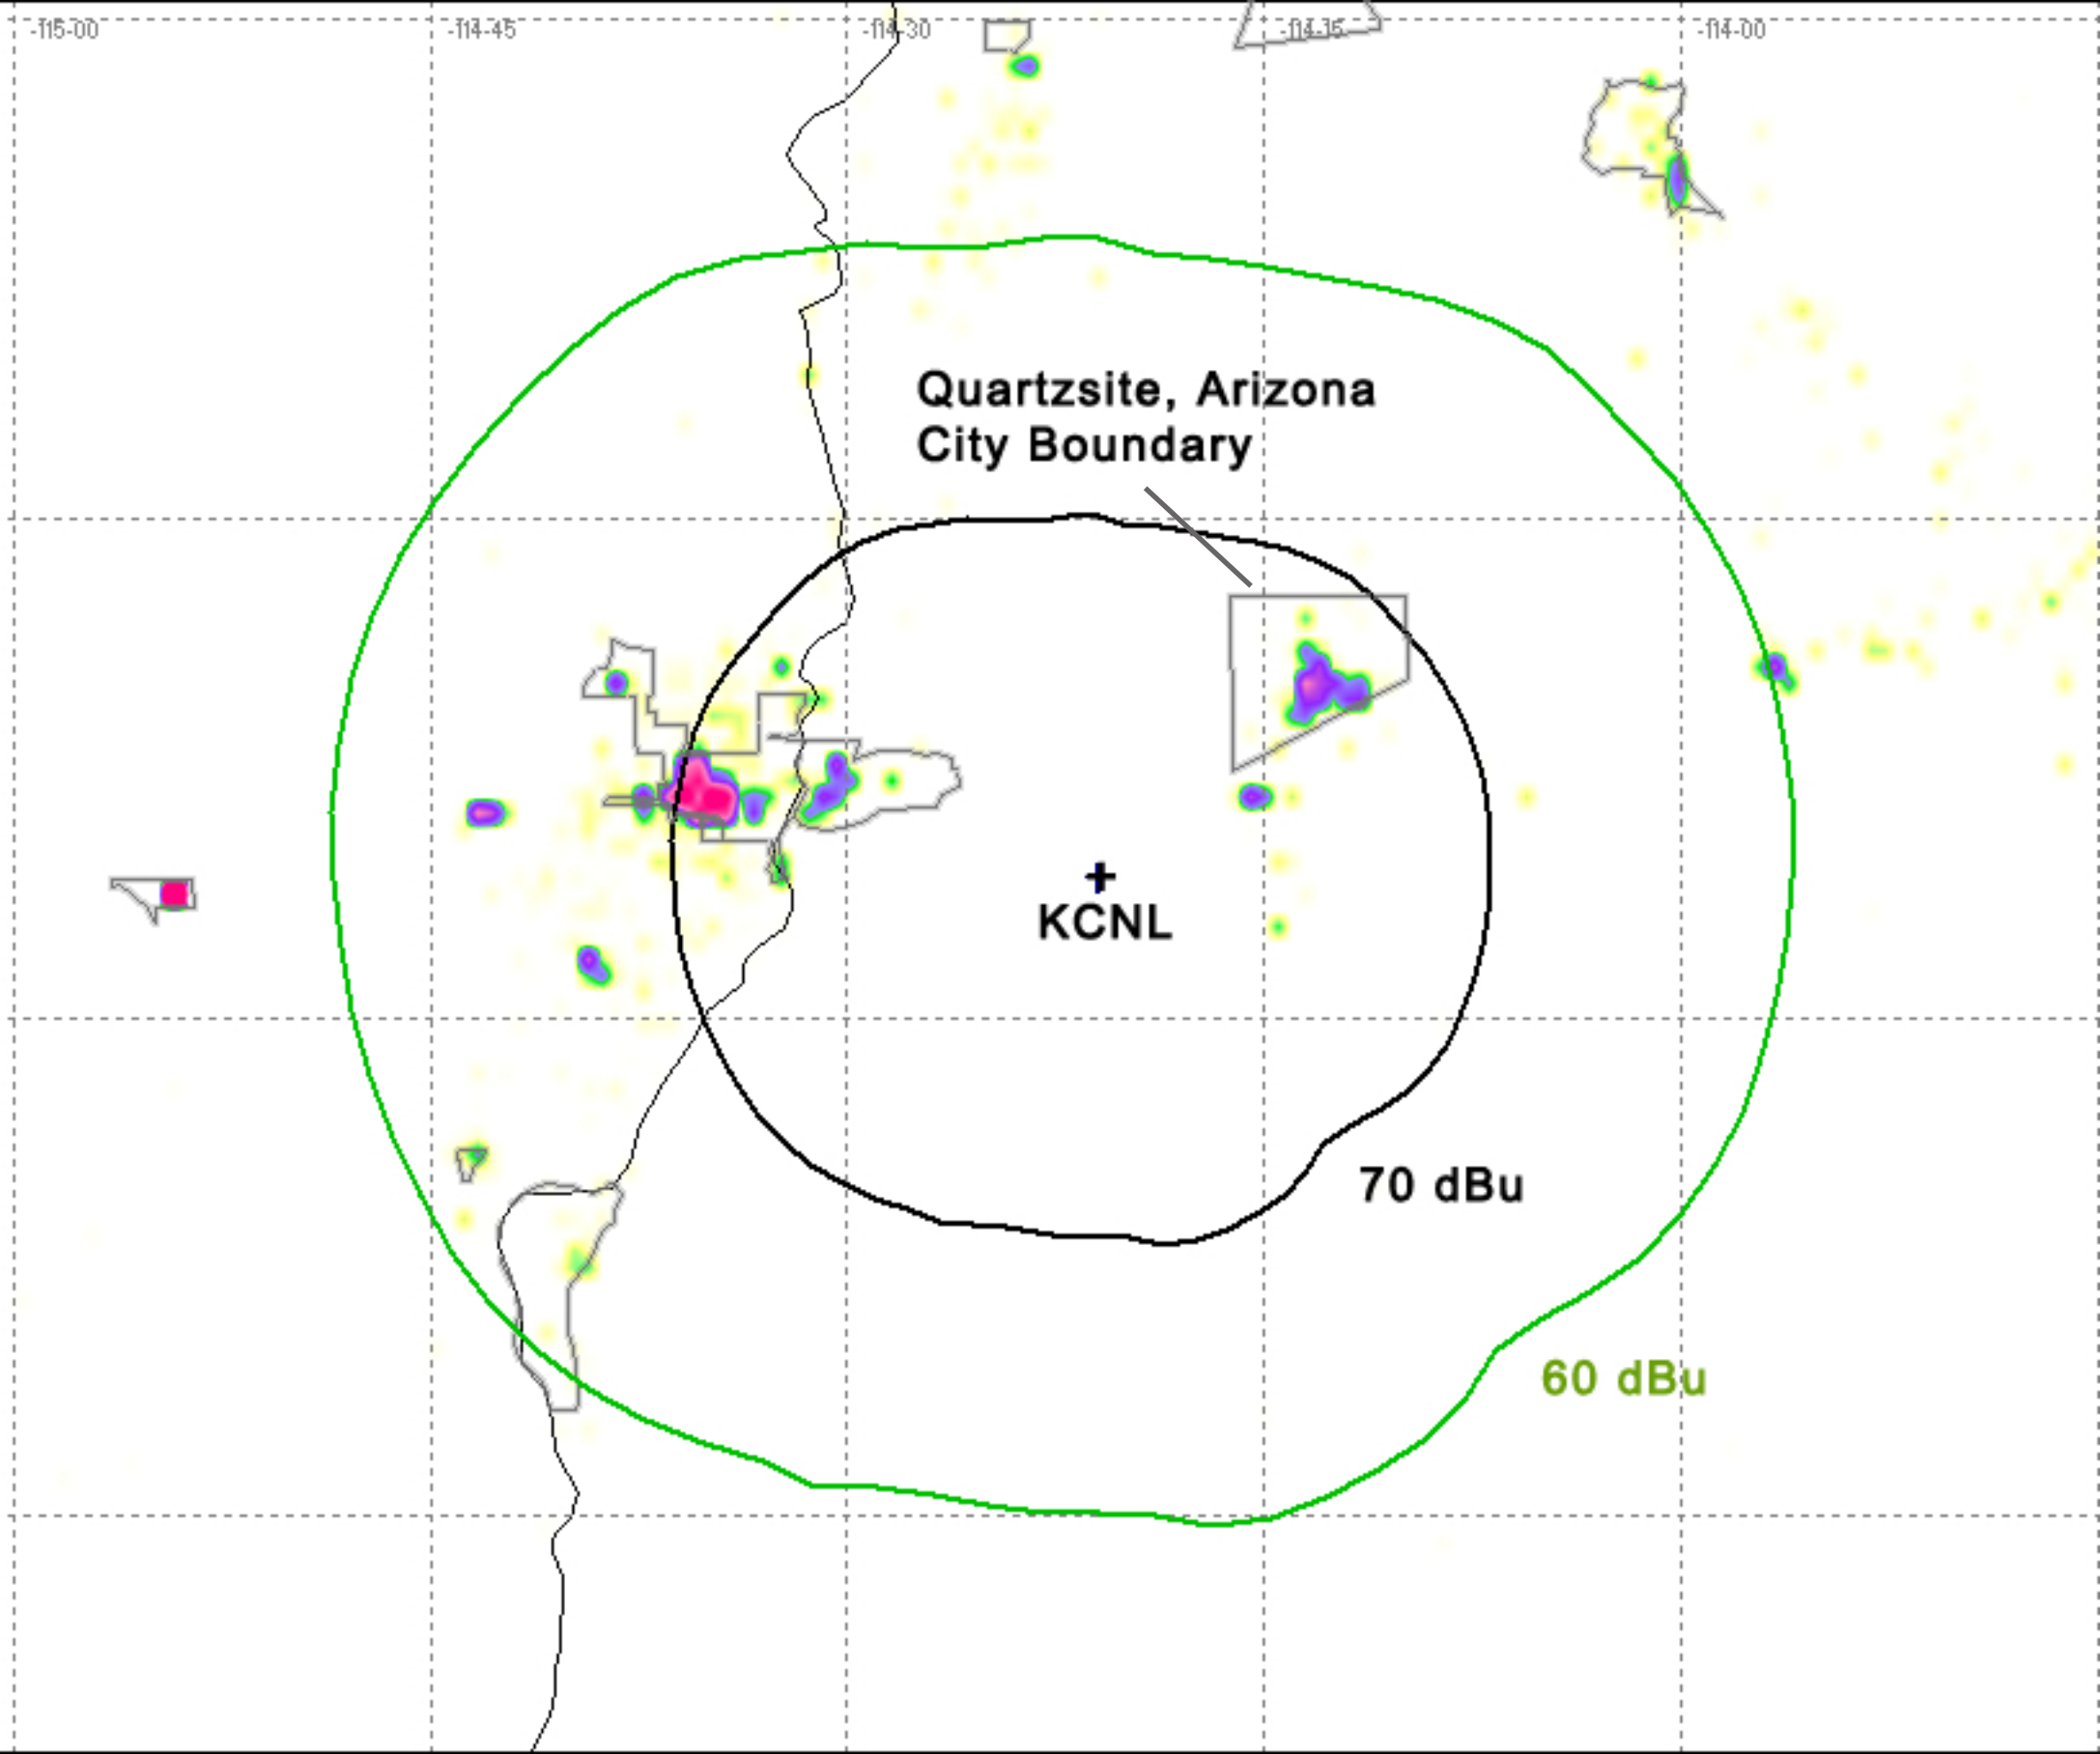 -115-00
-114-45
-114-30
-114-15
-114-00
Quartzsite, Arizona
City Boundary
KCNL
70 dBu
60 dBu